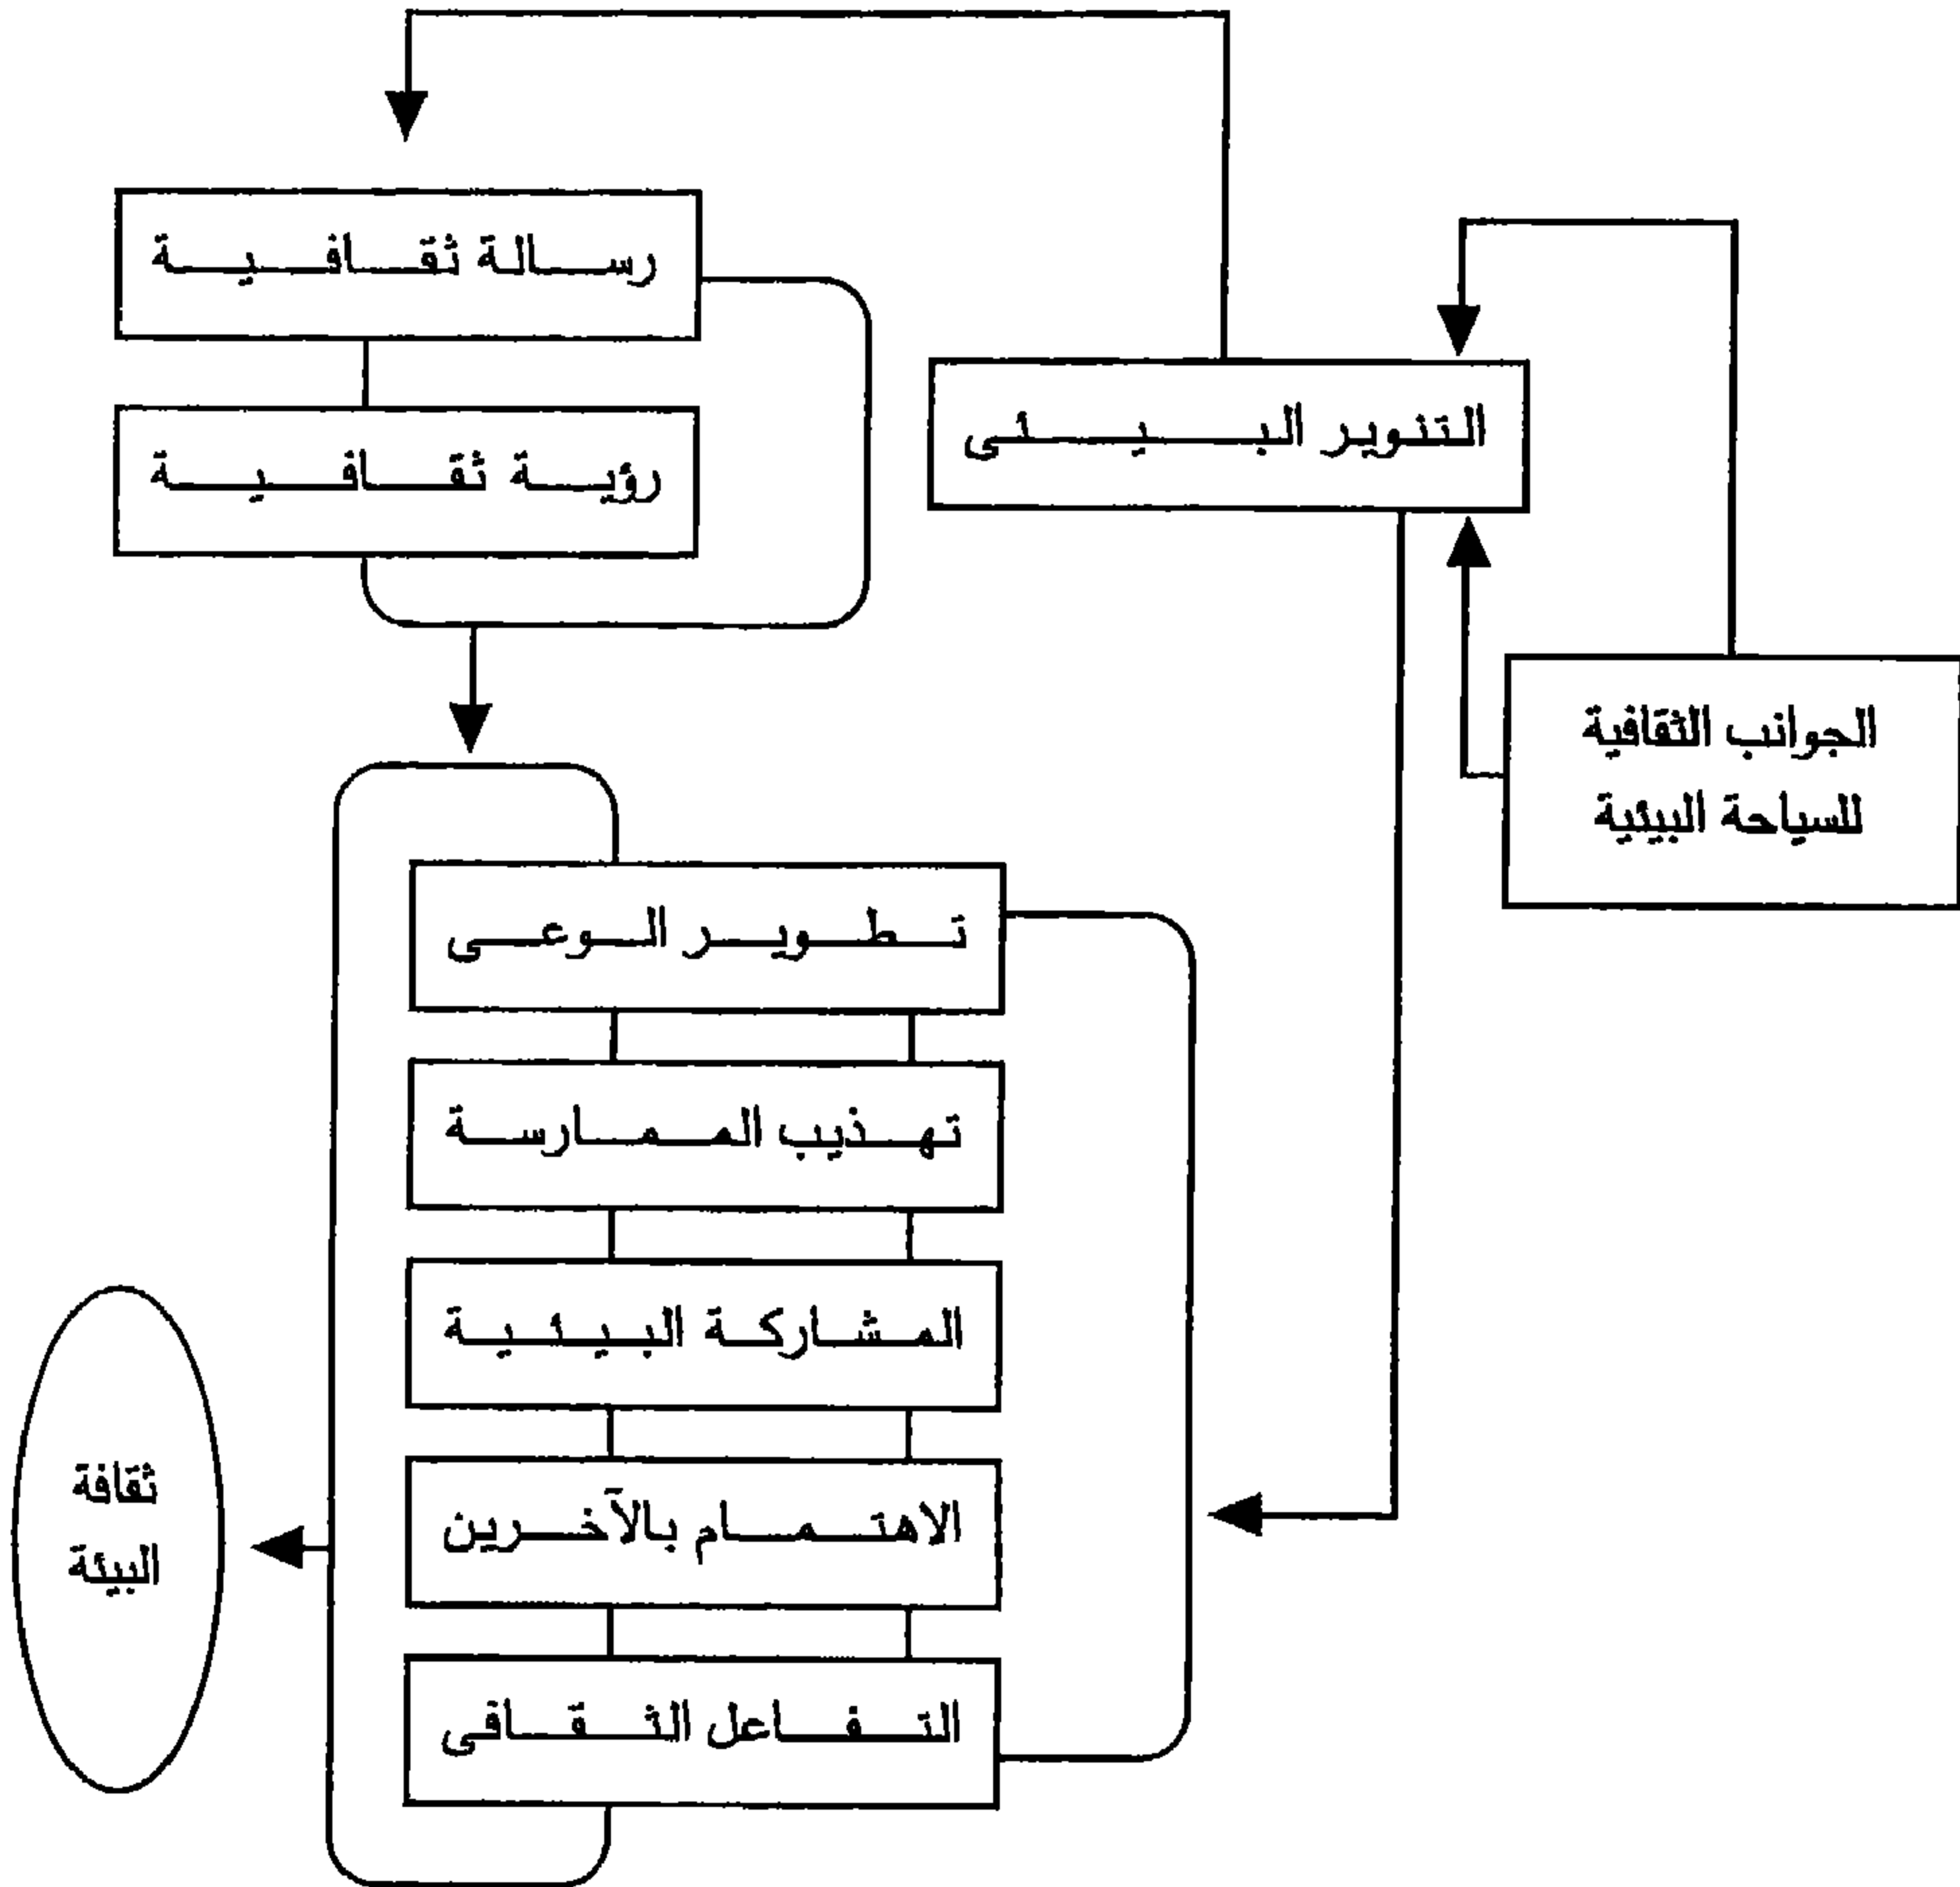 رسالة ثقافية
رؤية ثقافية
التنوير البيئى
الجوانب الثقافية
للسياحة البيئية
تطوير الوعى
تهذيب الممارسة
المشاركة البيئية
الاهتمام بالآخرين
التفاعل الثقافى
ثقافة
البيئة